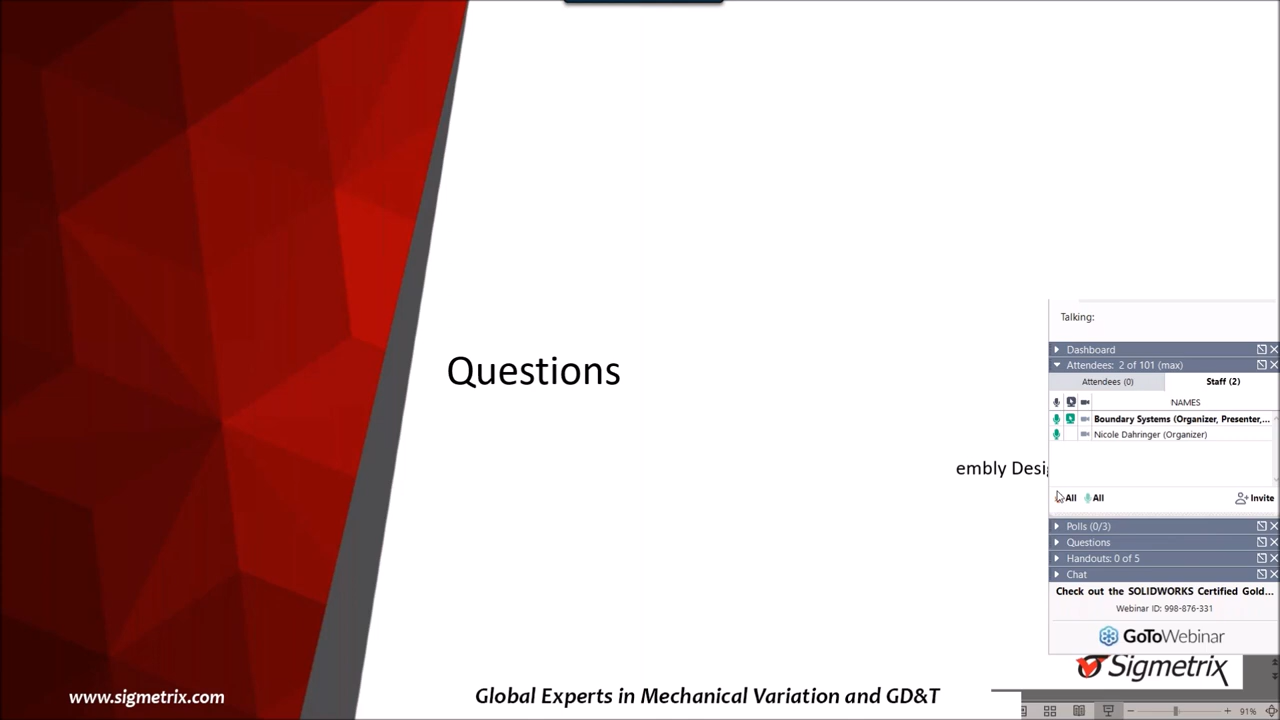 Questions
embly Desi
Talking:
Dashboard
Attendees: 2 of 101 (max)
Attendees (0)
Staff (2)
NAMES
Boundary Systems (Organizer, Presenter,...
Nicole Dahringer (Organizer)
All
All
Invite
Polls (0/3)
Questions
Handouts: 0 of 5
Chat
Check out the SOLIDWORKS Certified Gold...
Webinar ID: 998-876-331
GoToWebinar
Sigmetrix
www.sigmetrix.com
Global Experts in Mechanical Variation and GD&T
91%